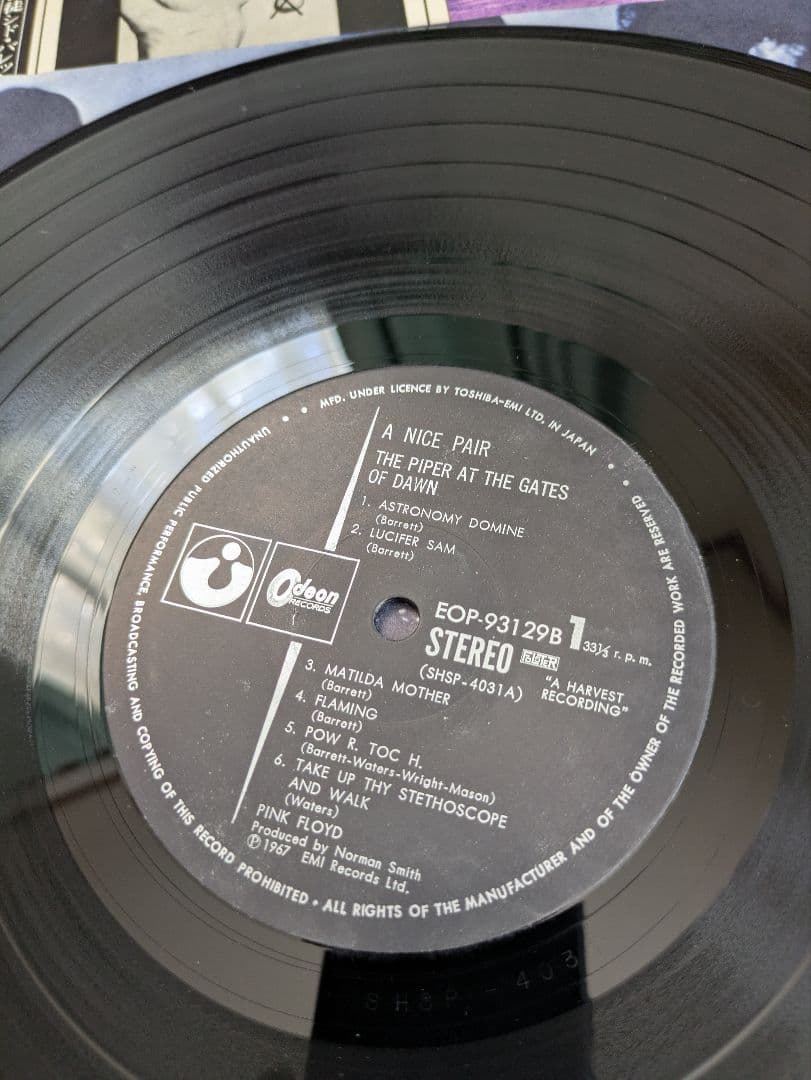 MFD. UNDER LICENCE BY TOSHIBA-EMI LTD. IN JAPAN
A NICE PAIR
THE PIPER AT THE GATES
OF DAWN
1. ASTRONOMY DOMINE
(Barrett)
2. LUCIFER SAM
(Barrett)
Odeon
RECORDS
EOP-93129B 1 33⅓ r. p. m.
STEREO
(SHSP-4031A)
"A HARVEST
RECORDING"
3. MATILDA MOTHER
(Barrett)
4. FLAMING
(Barrett)
5. POW R. TOC H.
(Barrett-Waters-Wright-Mason)
6. TAKE UP THY STETHOSCOPE
AND WALK
(Waters)
PINK FLOYD
Produced by Norman Smith
Ⓟ 1967 EMI Records Ltd.
UNAUTHORIZED PUBLIC PERFORMANCE, BROADCASTING AND COPYING OF THIS RECORD PROHIBITED • ALL RIGHTS OF THE MANUFACTURER AND OF THE OWNER OF THE RECORDED WORK ARE RESERVED
SHSP - 403